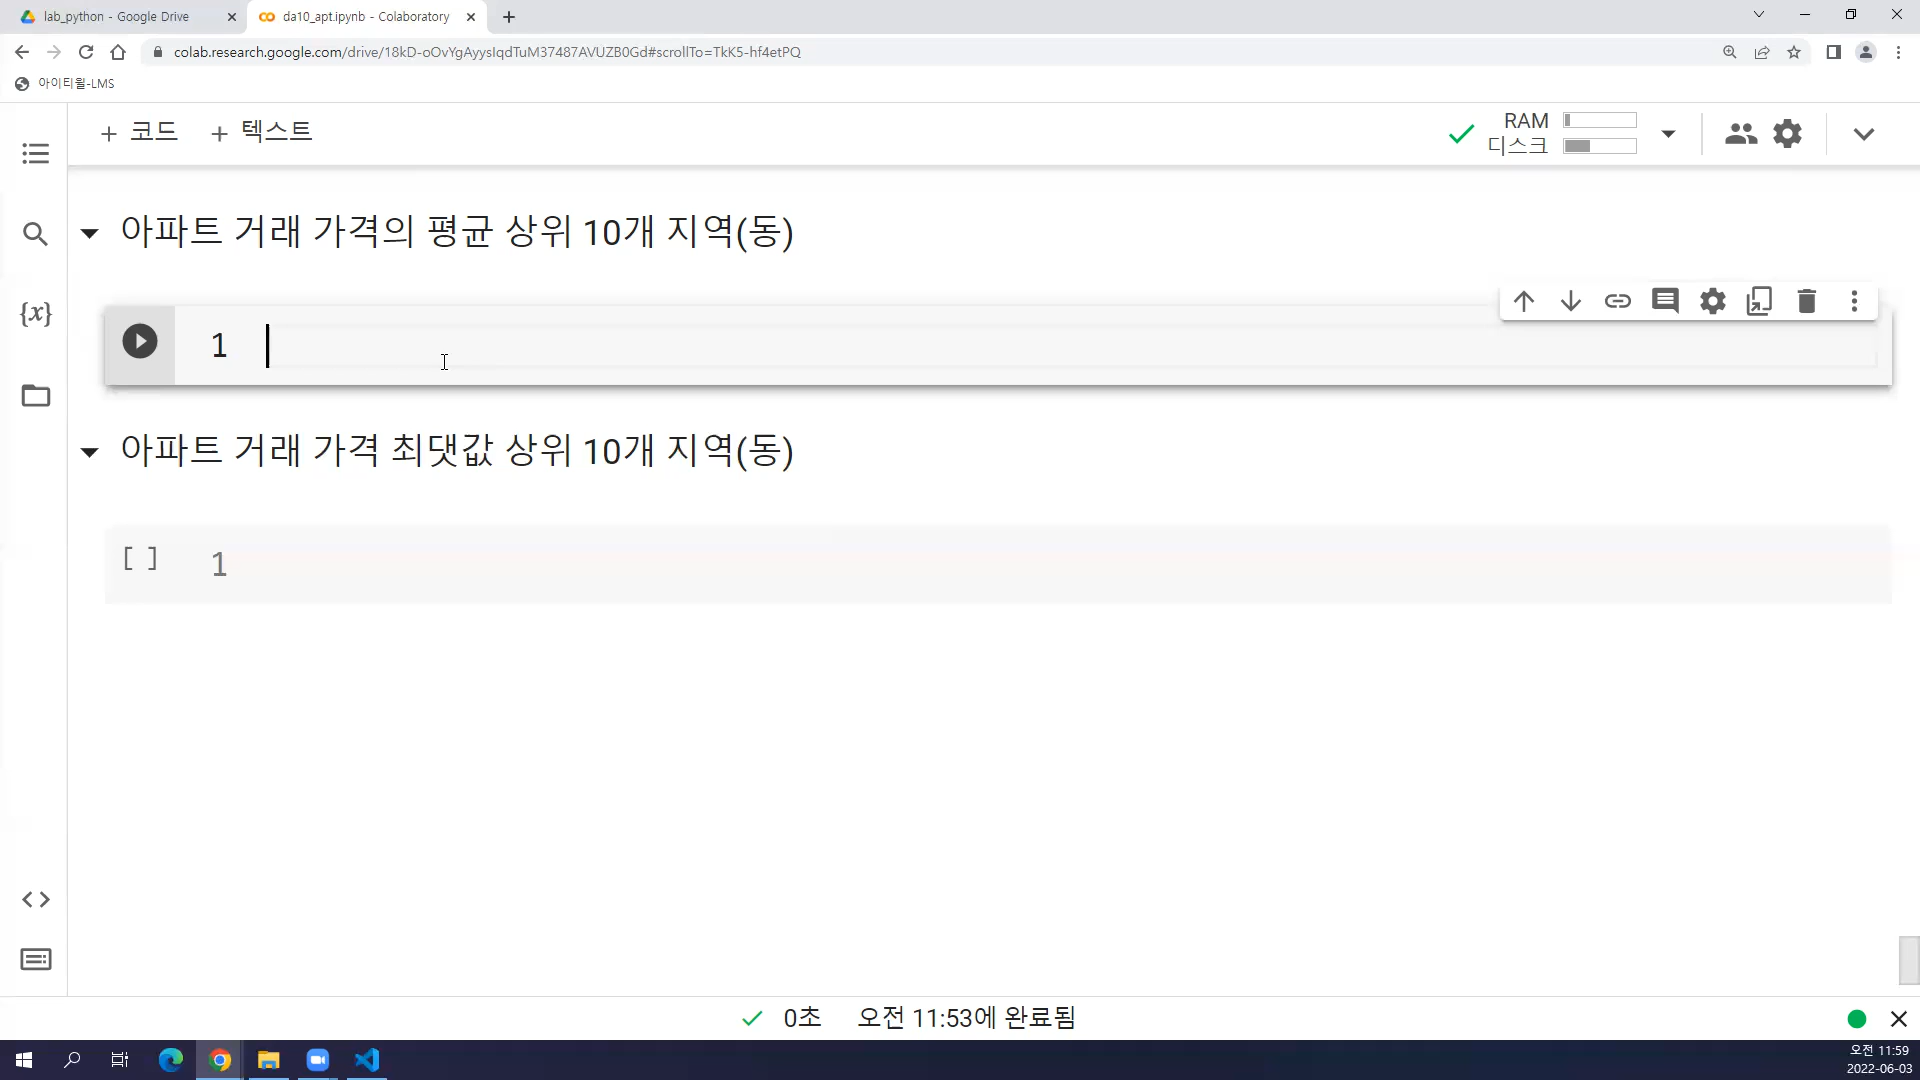 lab_python - Google Drive
da10_apt.ipynb - Colaboratory
colab.research.google.com/drive/18kD-oOvYgAyysIqdTuM37487AVUZB0Gd#scrollTo=TkK5-hf4etPQ
아이티윌-LMS
+ 코드 + 텍스트
RAM
디스크
아파트 거래 가격의 평균 상위 10개 지역(동)
{x}
1
아파트 거래 가격 최댓값 상위 10개 지역(동)
[ ] 1
0초 오전 11:53에 완료됨
오전 11:59
2022-06-03